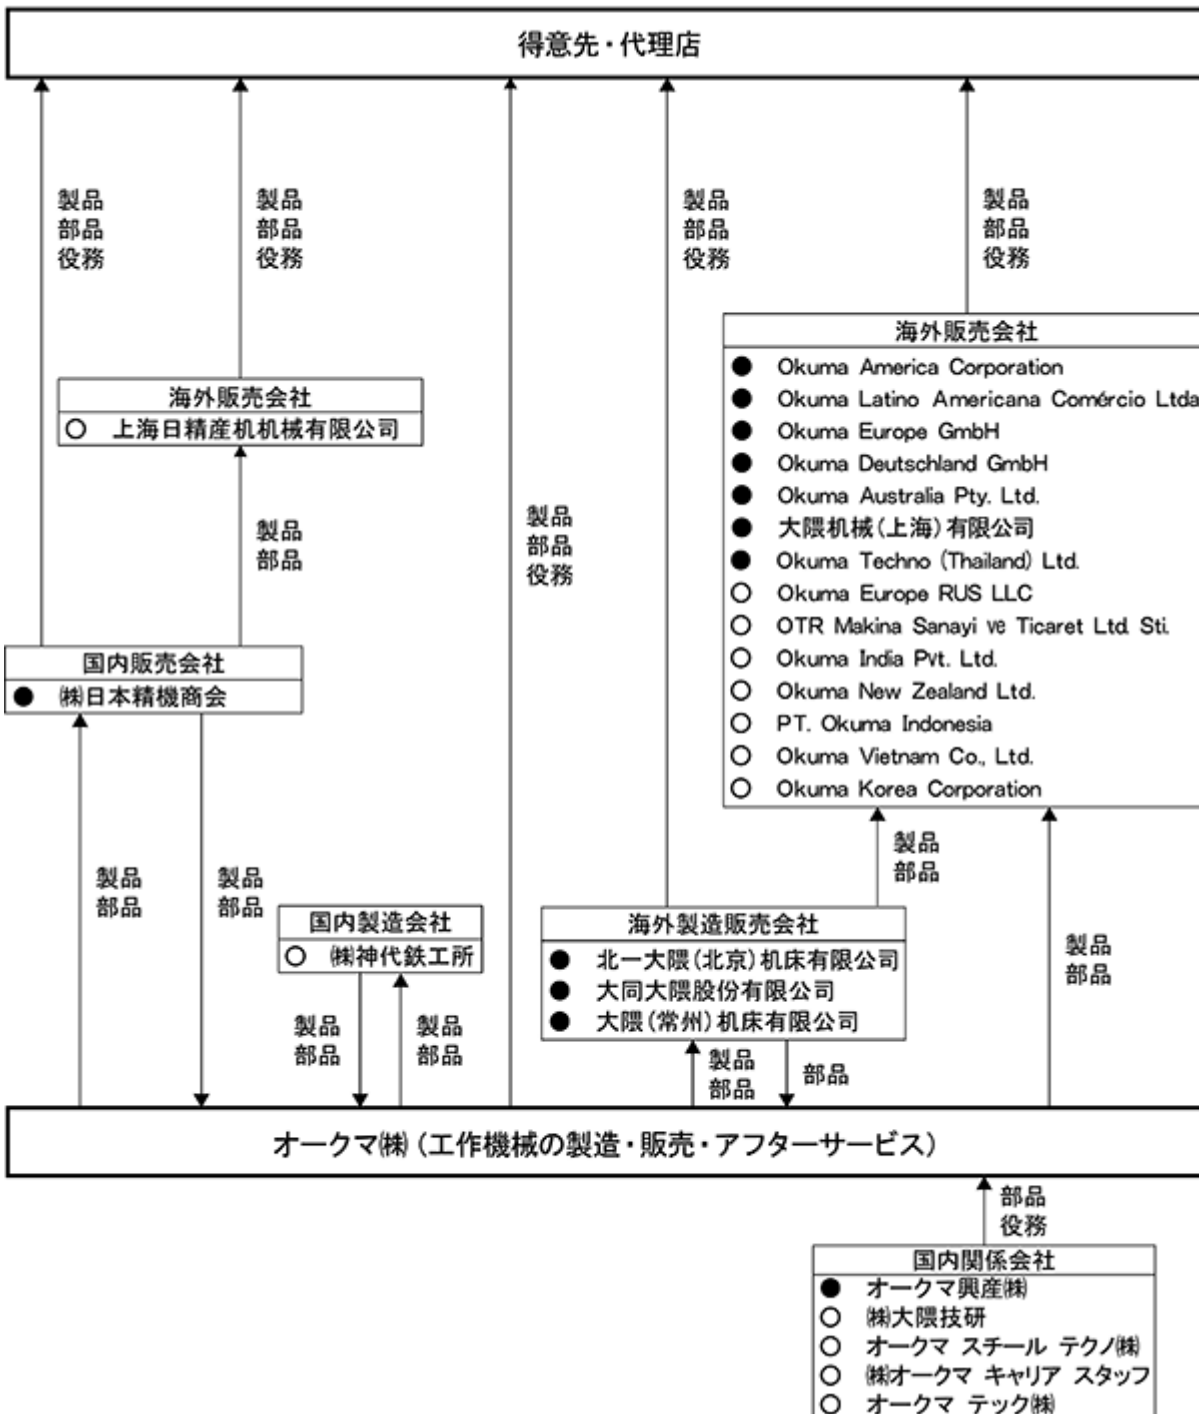 得意先・代理店
製品
部品
役務
製品
部品
役務
製品
部品
役務
製品
部品
役務
海外販売会社
● Okuma America Corporation
● Okuma Latino Americana Comércio Ltda
● Okuma Europe GmbH
● Okuma Deutschland GmbH
● Okuma Australia Pty. Ltd.
● 大隈机械(上海)有限公司
● Okuma Techno (Thailand) Ltd.
○ Okuma Europe RUS LLC
○ OTR Makina Sanayi ve Ticaret Ltd. Sti.
○ Okuma India Pvt. Ltd.
○ Okuma New Zealand Ltd.
○ PT. Okuma Indonesia
○ Okuma Vietnam Co., Ltd.
○ Okuma Korea Corporation
海外販売会社
○ 上海日精産机机械有限公司
製品
部品
製品
部品
役務
国内販売会社
● ㈱日本精機商会
製品
部品
製品
部品
国内製造会社
○ ㈱神代鉄工所
製品
部品
製品
部品
製品
部品
海外製造販売会社
● 北一大隈(北京)机床有限公司
● 大同大隈股份有限公司
● 大隈(常州)机床有限公司
製品
部品
部品
製品
部品
オークマ㈱(工作機械の製造・販売・アフターサービス)
部品
役務
国内関係会社
● オークマ興産㈱
○ ㈱大隈技研
○ オークマ スチール テクノ㈱
○ ㈱オークマ キャリア スタッフ
○ オークマ テック㈱